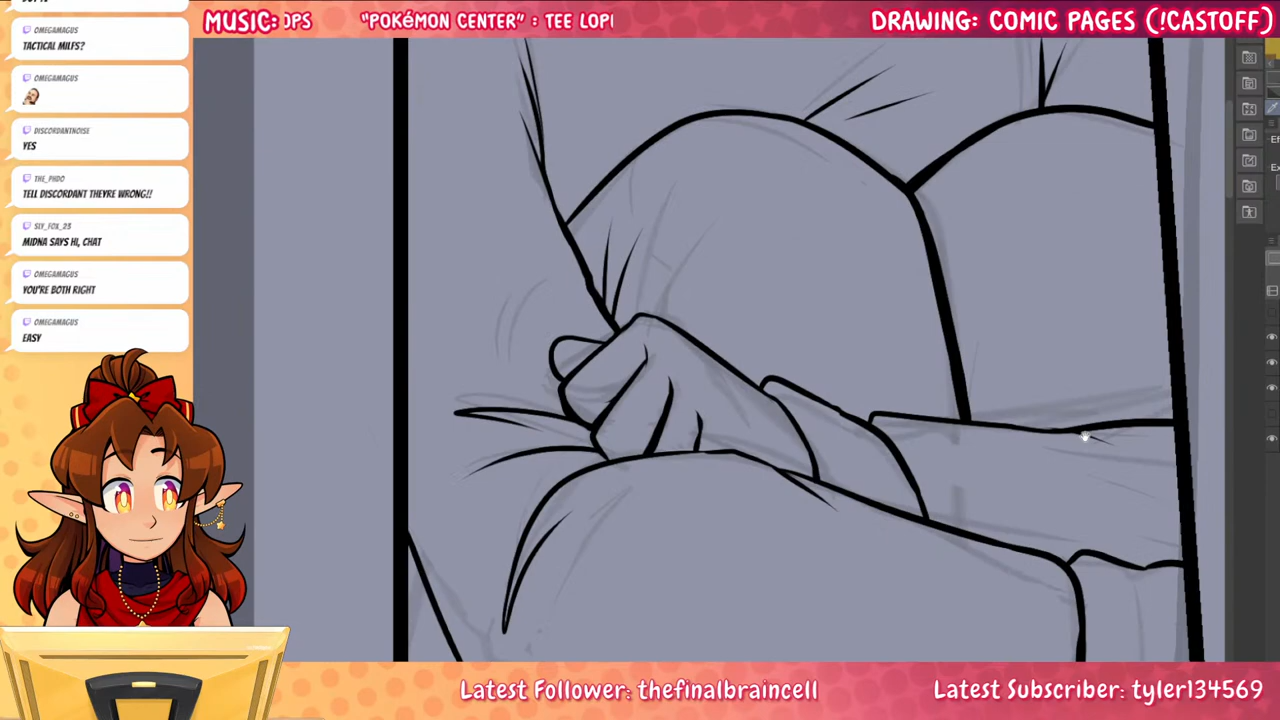 MUSIC: OPS "POKéMON CENTER" : TEE LOPI
DRAWING: COMIC PAGES (!CASTOFF)
OMEGAMAGUS
TACTICAL MILFS?
OMEGAMAGUS
DISCORDANTNOISE
YES
THE_PHDO
TELL DISCORDANT THEYRE WRONG!!
SLY_FOX_23
MIDNA SAYS HI, CHAT
OMEGAMAGUS
YOU'RE BOTH RIGHT
OMEGAMAGUS
EASY
Latest Follower: thefinalbraincell
Latest Subscriber: tyler134569